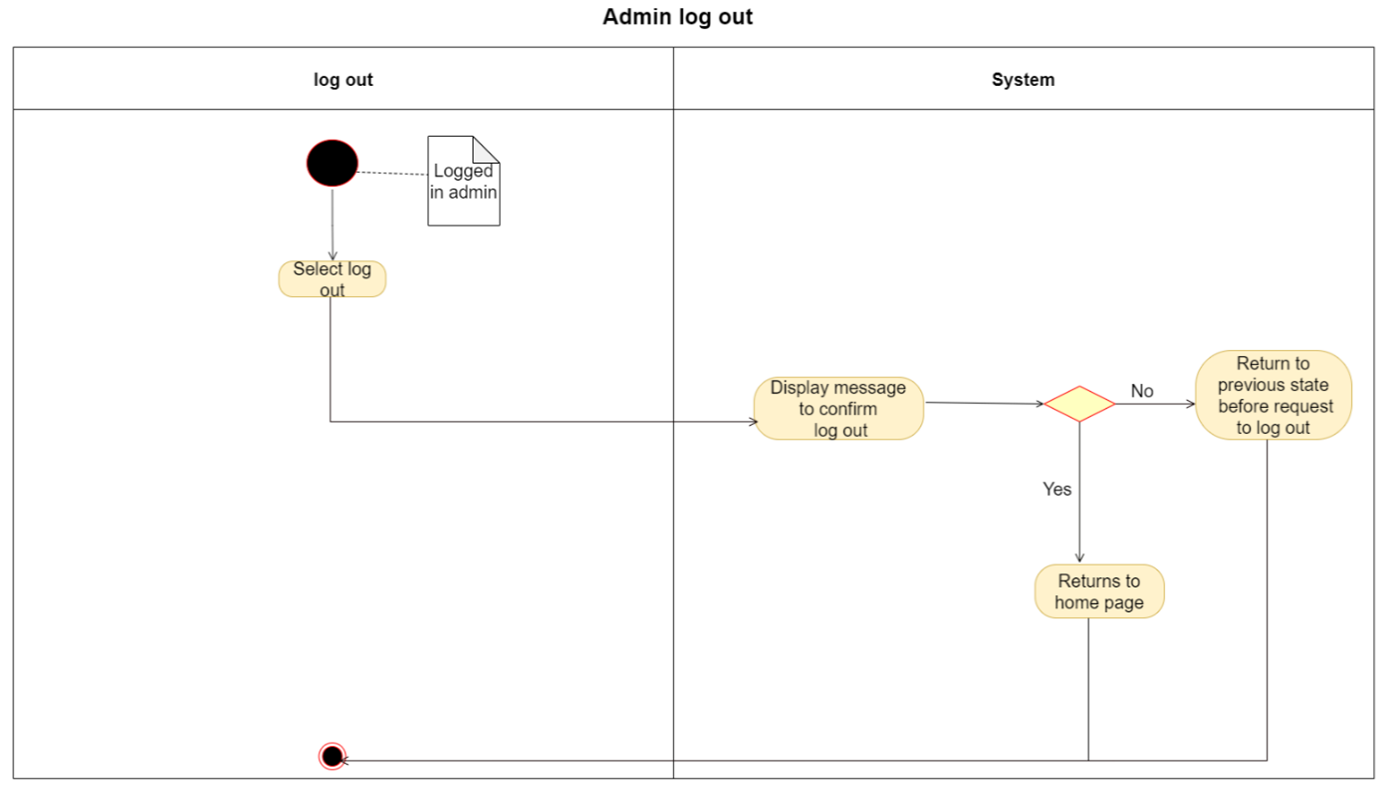 Admin log out
log out
System
Logged
in admin
Select log
out
Display message
to confirm
log out
No
Return to
previous state
before request
to log out
Yes
Returns to
home page